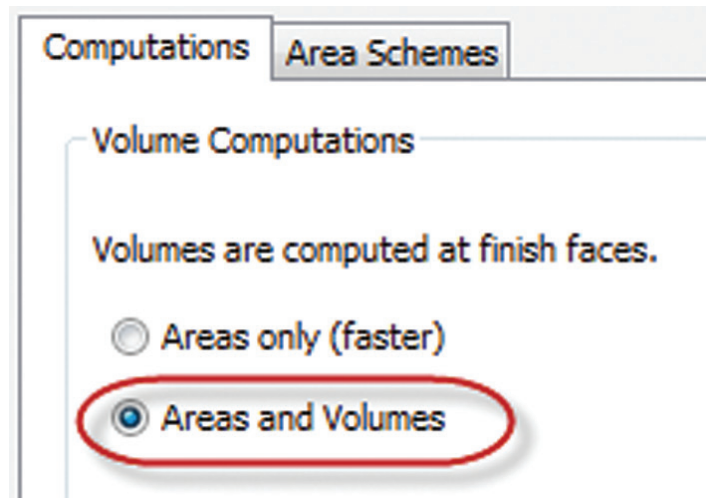 Computations
Area Schemes
Volume Computations
Volumes are computed at finish faces.
Areas only (faster)
Areas and Volumes